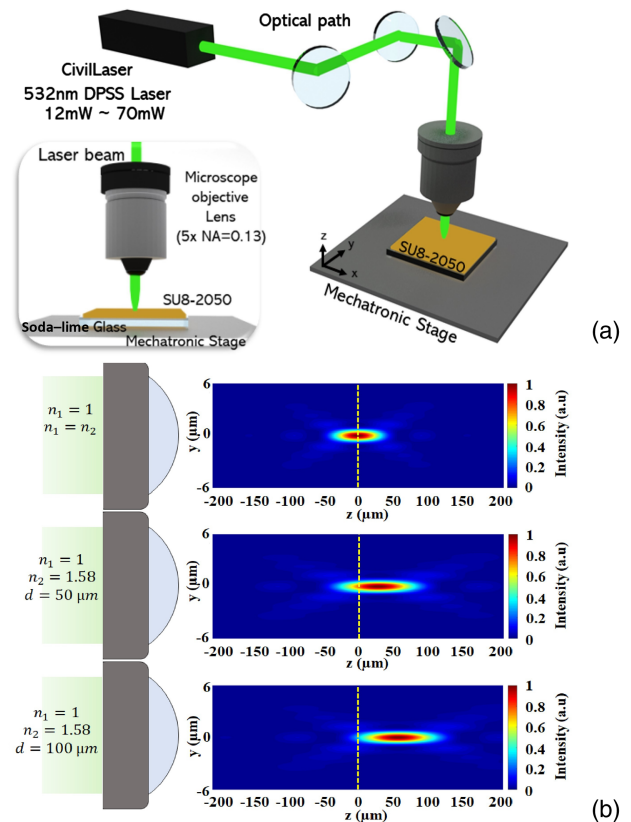 Optical path
CivilLaser
532nm DPSS Laser
12mW ~ 70mW
Laser beam
Microscope
objective
Lens
(5x NA=0.13)
SU8-2050
Soda-lime Glass
Mechatronic Stage
z
y
x
SU8-2050
Mechatronic Stage
(a)
n₁ = 1
n₁ = n₂
y (μm)
6
0
-6
-200 -150 -100 -50 0 50 100 150 200
z (μm)
1
0.8
0.6
0.4
0.2
0
Intensity (a.u)
n₁ = 1
n₂ = 1.58
d = 50 μm
y (μm)
6
0
-6
-200 -150 -100 -50 0 50 100 150 200
z (μm)
1
0.8
0.6
0.4
0.2
0
Intensity (a.u)
n₁ = 1
n₂ = 1.58
d = 100 μm
y (μm)
6
0
-6
-200 -150 -100 -50 0 50 100 150 200
z (μm)
1
0.8
0.6
0.4
0.2
0
Intensity (a.u)
(b)